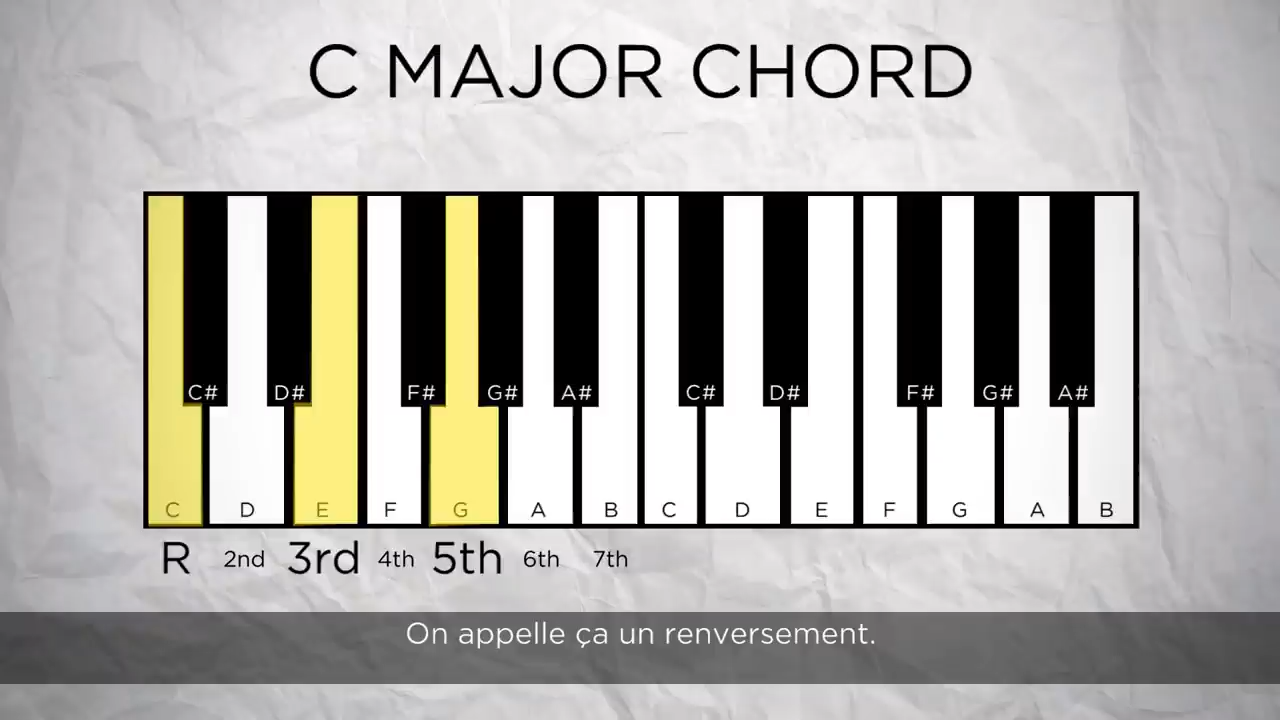 C MAJOR CHORD
C# D# F# G# A# C# D# F# G# A#
C D E F G A B C D E F G A B
R 2nd 3rd 4th 5th 6th 7th
On appelle ça un renversement.